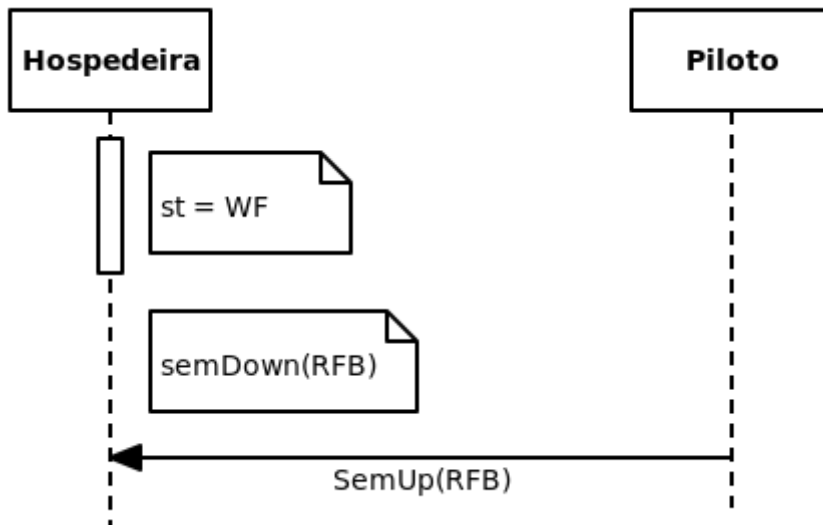 Hospedeira
Piloto
st = WF
semDown(RFB)
SemUp(RFB)